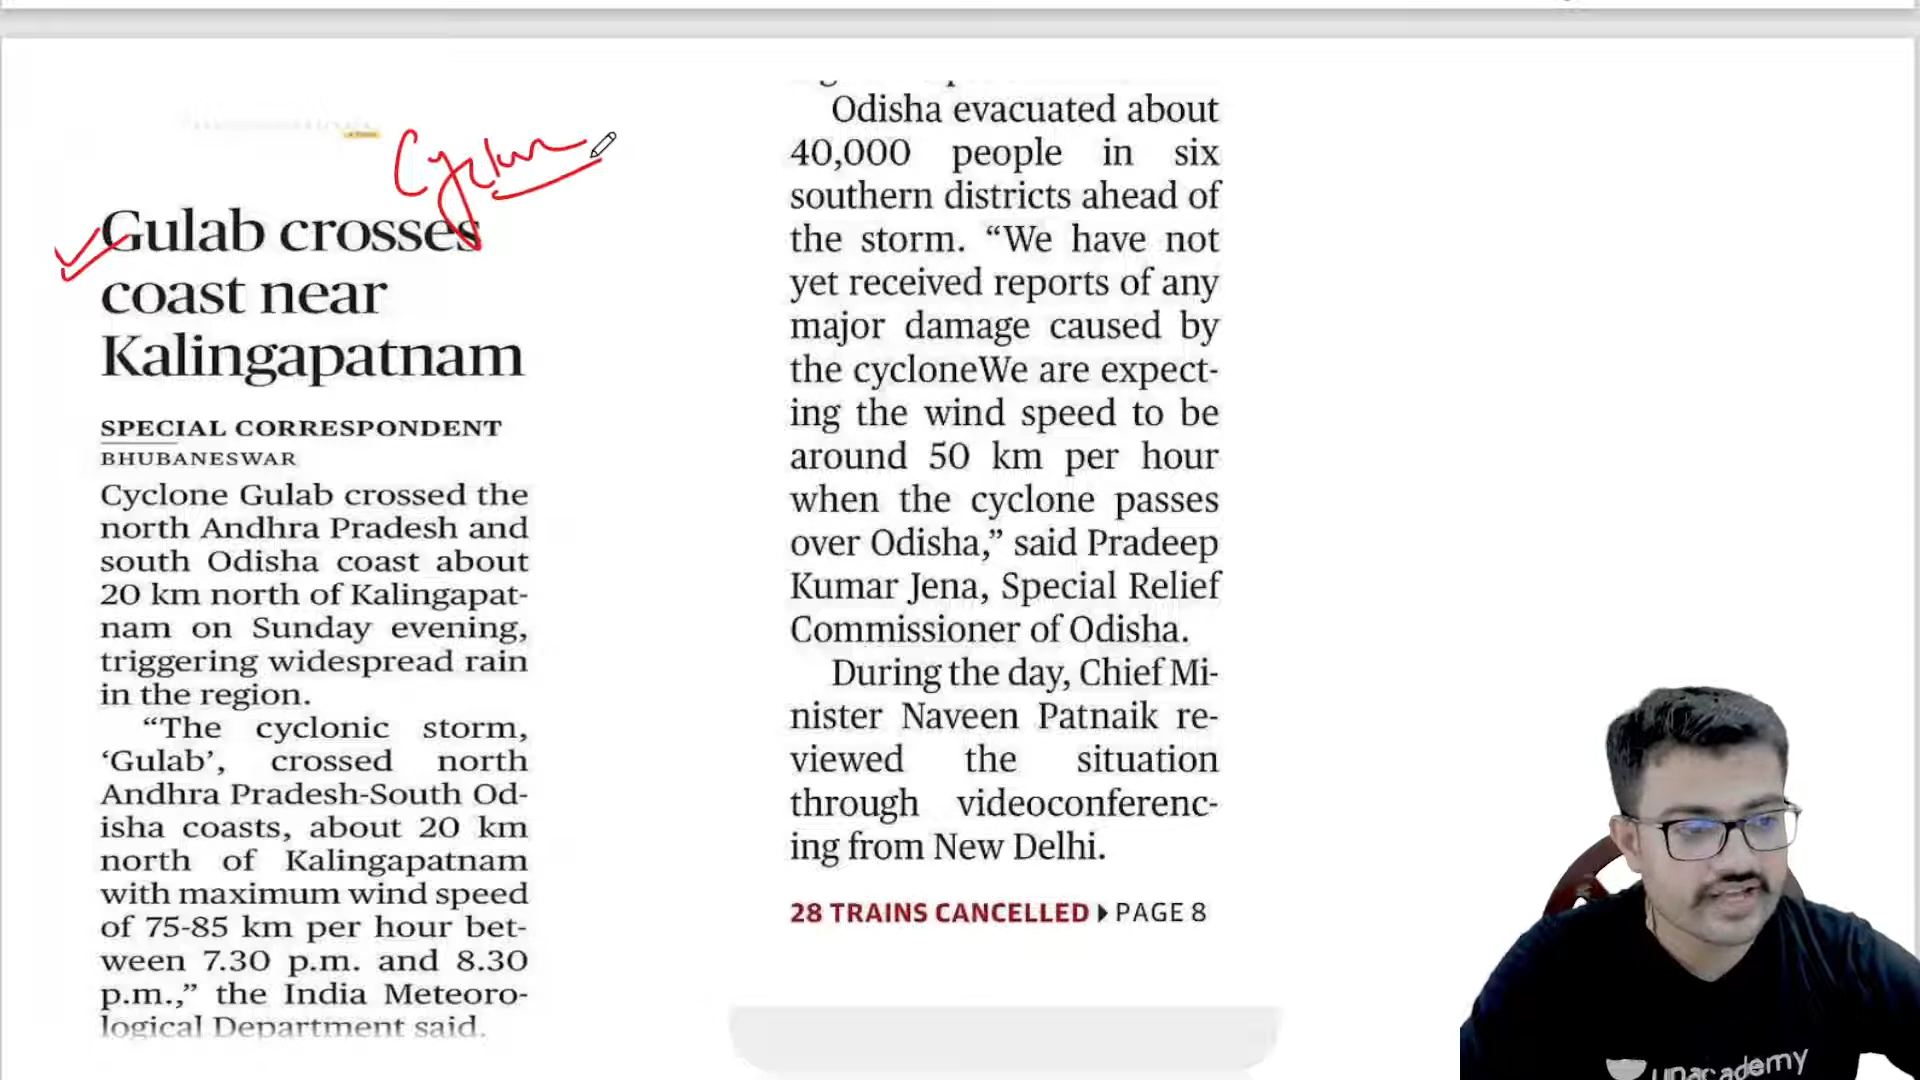 Gulab crosses
coast near
Kalingapatnam
SPECIAL CORRESPONDENT
BHUBANESWAR
Cyclone Gulab crossed the
north Andhra Pradesh and
south Odisha coast about
20 km north of Kalingapat-
nam on Sunday evening,
triggering widespread rain
in the region.
“The cyclonic storm,
‘Gulab’, crossed north
Andhra Pradesh-South Od-
isha coasts, about 20 km
north of Kalingapatnam
with maximum wind speed
of 75-85 km per hour bet-
ween 7.30 p.m. and 8.30
p.m.,” the India Meteoro-
logical Department said.
Odisha evacuated about
40,000 people in six
southern districts ahead of
the storm. “We have not
yet received reports of any
major damage caused by
the cycloneWe are expect-
ing the wind speed to be
around 50 km per hour
when the cyclone passes
over Odisha,” said Pradeep
Kumar Jena, Special Relief
Commissioner of Odisha.
During the day, Chief Mi-
nister Naveen Patnaik re-
viewed the situation
through videoconferenc-
ing from New Delhi.
28 TRAINS CANCELLED PAGE 8
unacademy